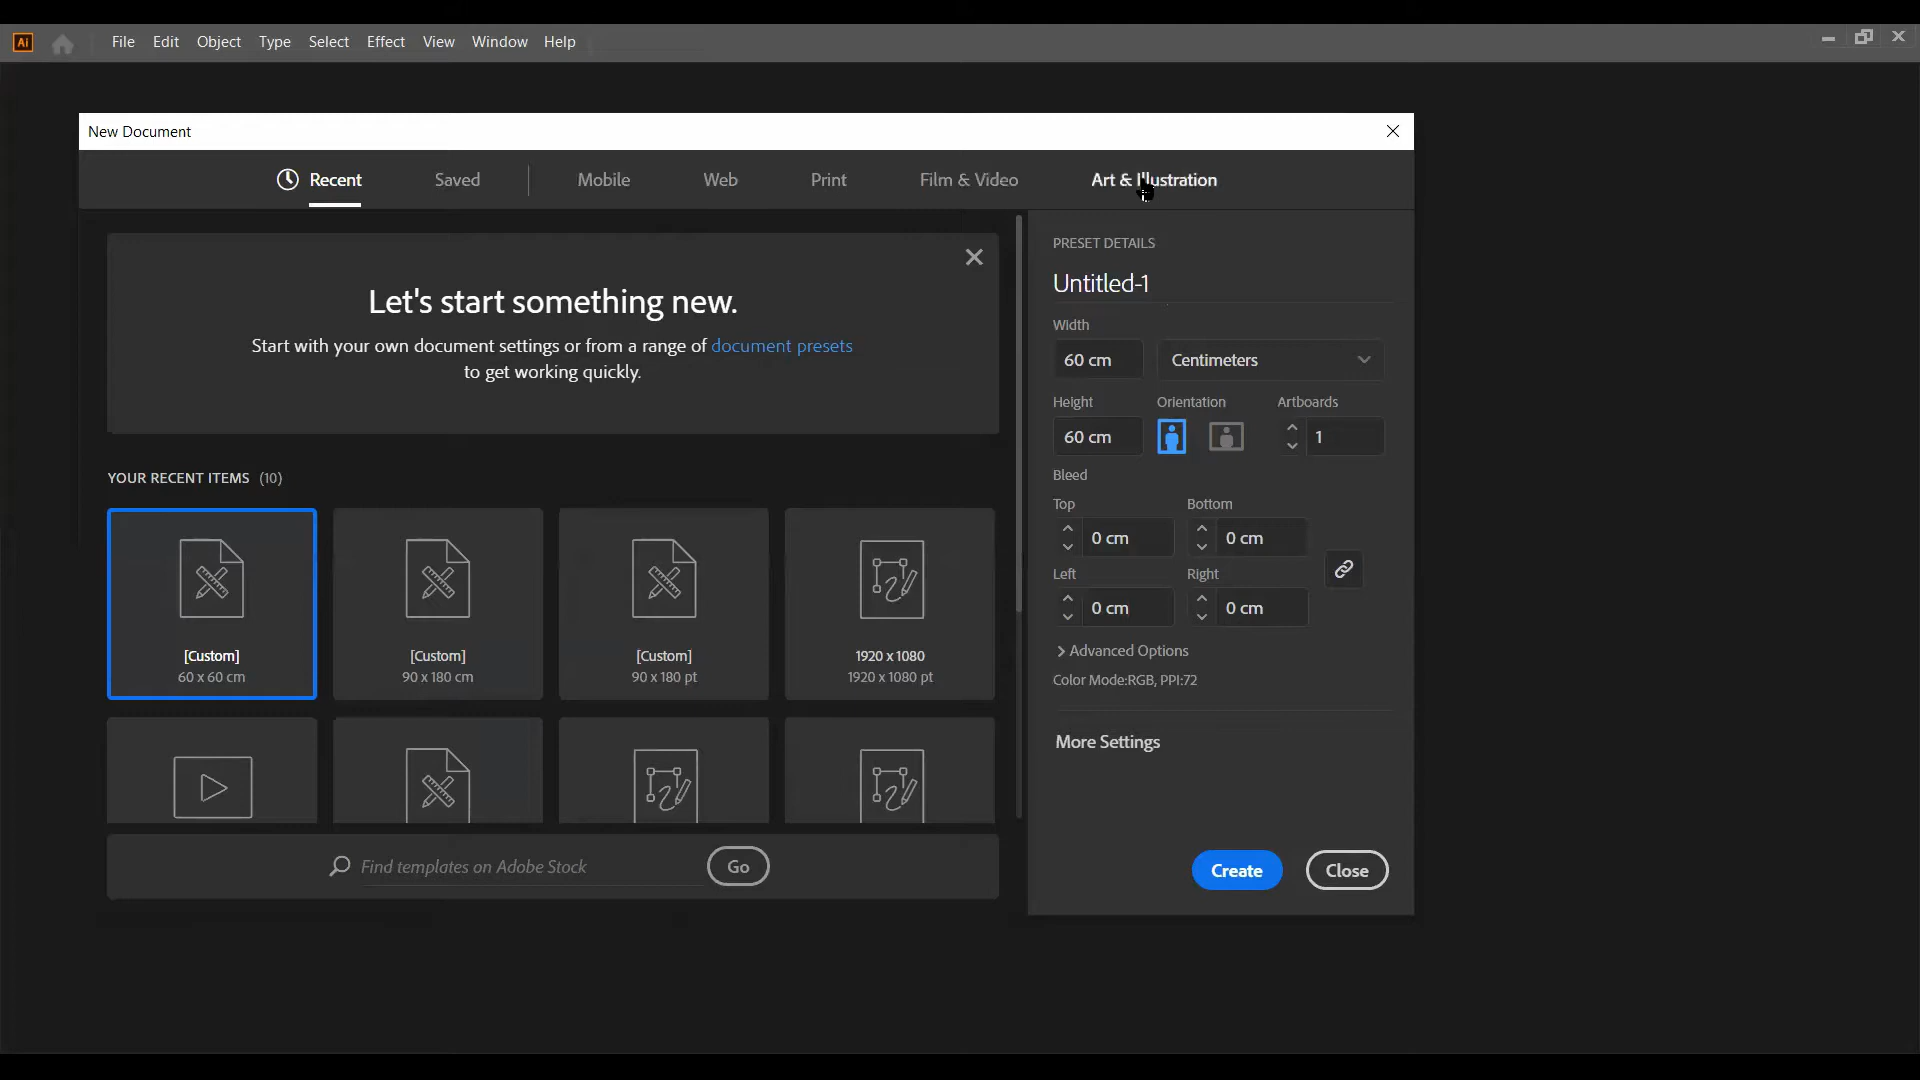 Ai File Edit Object Type Select Effect View Window Help
New Document
Recent Saved Mobile Web Print Film & Video Art & Illustration
Let's start something new.
Start with your own document settings or from a range of document presets
to get working quickly.
YOUR RECENT ITEMS (10)
[Custom]
60 x 60 cm
[Custom]
90 x 180 cm
[Custom]
90 x 180 pt
1920 x 1080
1920 x 1080 pt
Find templates on Adobe Stock Go
PRESET DETAILS
Untitled-1
Width
60 cm Centimeters
Height Orientation Artboards
60 cm 1
Bleed
Top Bottom
0 cm 0 cm
Left Right
0 cm 0 cm
Advanced Options
Color Mode:RGB, PPI:72
More Settings
Create Close